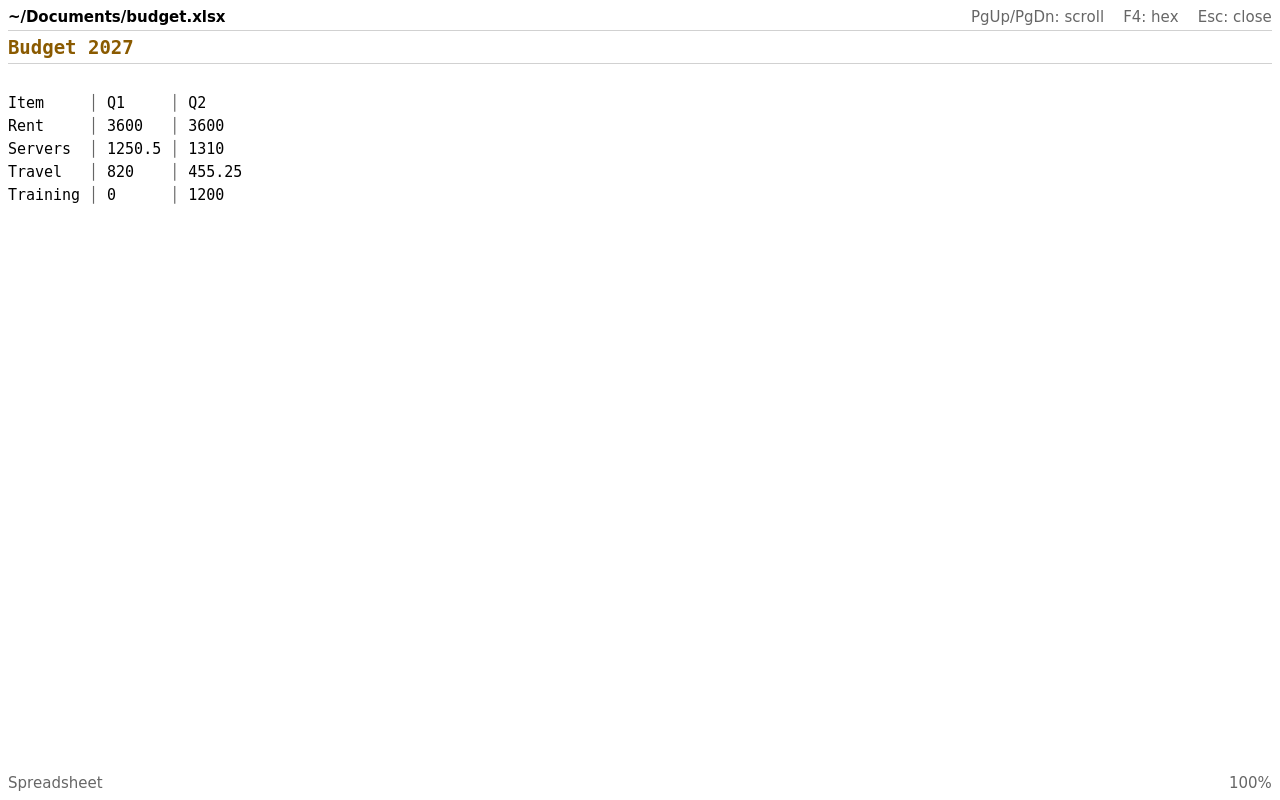 ~/Documents/budget.xlsx PgUp/PgDn: scroll F4: hex Esc: close
Budget 2027
Item │ Q1 │ Q2
Rent │ 3600 │ 3600
Servers │ 1250.5 │ 1310
Travel │ 820 │ 455.25
Training │ 0 │ 1200
Spreadsheet 100%